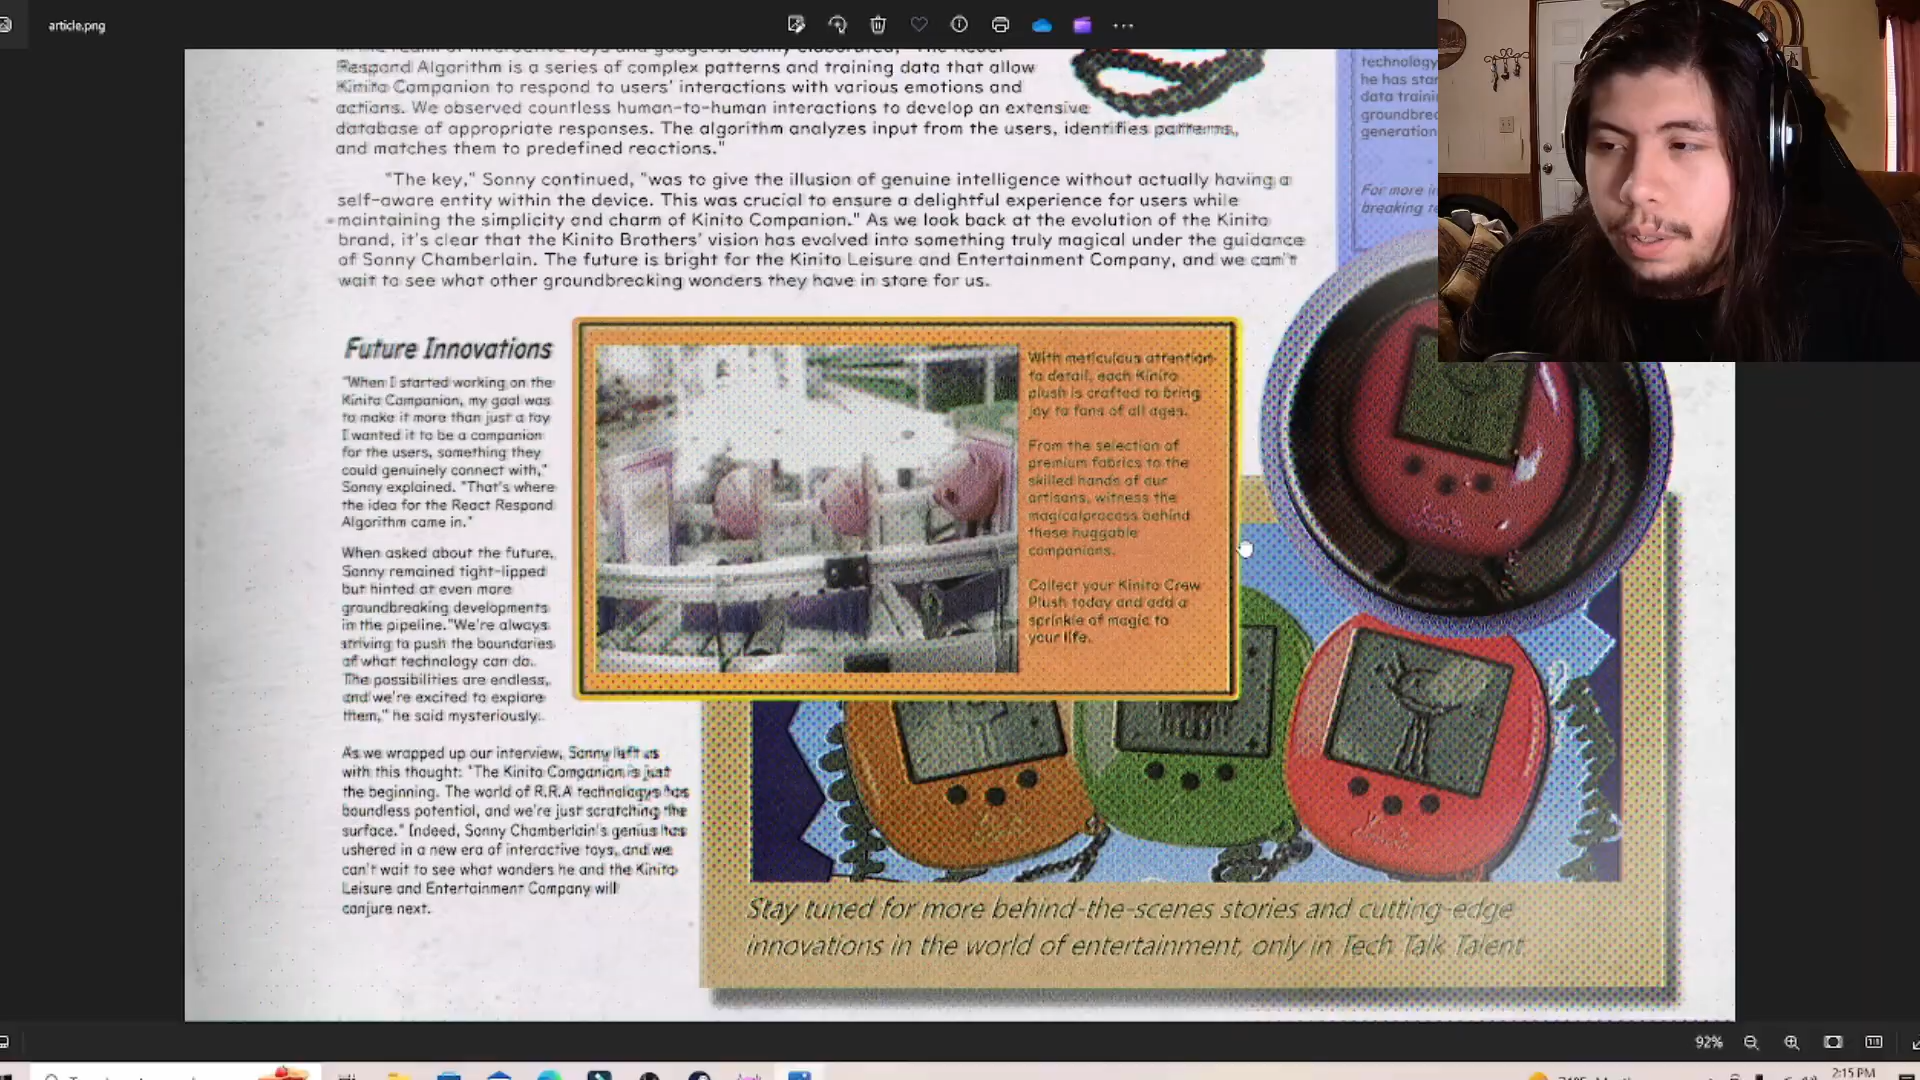 article.png
Respond Algorithm is a series of complex patterns and training data that allow
Kinito Companion to respond to users' interactions with various emotions and
actions. We observed countless human-to-human interactions to develop an extensive
database of appropriate responses. The algorithm analyzes input from the users, identifies patterns,
and matches them to predefined reactions."
"The key," Sonny continued, "was to give the illusion of genuine intelligence without actually having a
self-aware entity within the device. This was crucial to ensure a delightful experience for users while
maintaining the simplicity and charm of Kinito Companion." As we look back at the evolution of the Kinito
brand, it's clear that the Kinito Brothers' vision has evolved into something truly magical under the guidance
of Sonny Chamberlain. The future is bright for the Kinito Leisure and Entertainment Company, and we can't
wait to see what other groundbreaking wonders they have in store for us.
technology
he has star
data traini
groundbrea
generation
For more in
breaking te
Future Innovations
"When I started working on the
Kinito Companion, my goal was
to make it more than just a toy
I wanted it to be a companion
for the users, something they
could genuinely connect with,"
Sonny explained. "That's where
the idea for the React Respond
Algorithm came in."
When asked about the future,
Sonny remained tight-lipped
but hinted at even more
groundbreaking developments
in the pipeline."We're always
striving to push the boundaries
of what technology can do.
The possibilities are endless,
and we're excited to explore
them," he said mysteriously.
As we wrapped up our interview, Sonny left us
with this thought: "The Kinito Companion is just
the beginning. The world of R.R.A technologys has
boundless potential, and we're just scratching the
surface." Indeed, Sonny Chamberlain's genius has
ushered in a new era of interactive toys, and we
can't wait to see what wonders he and the Kinito
Leisure and Entertainment Company will
conjure next.
With meticulous attention
to detail, each Kinito
plush is crafted to bring
joy to fans of all ages.
From the selection of
premium fabrics to the
skilled hands of our
artisans, witness the
magicalprocess behind
these huggable
companions.
Collect your Kinito Crew
Plush today and add a
sprinkle of magic to
your life.
Stay tuned for more behind-the-scenes stories and cutting-edge
innovations in the world of entertainment, only in Tech Talk Talent.
92%
2:15 PM